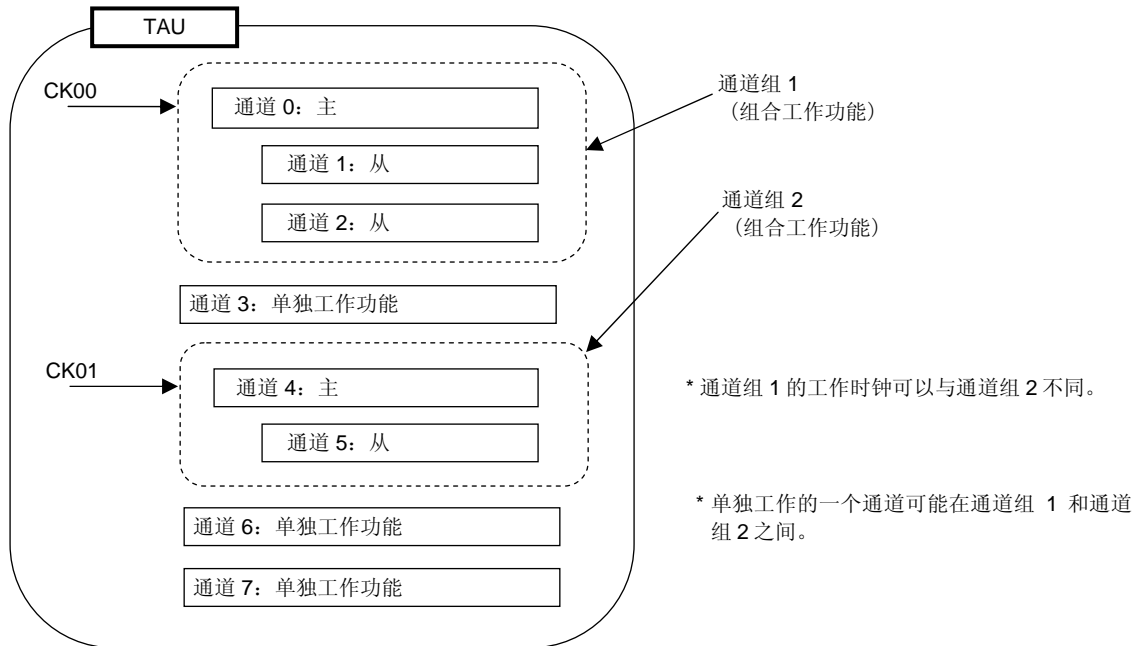 TAU
CK00
通道 0：主
通道 1：从
通道 2：从
通道组 1
（组合工作功能）
通道组 2
（组合工作功能）
通道 3：单独工作功能
CK01
通道 4：主
通道 5：从
* 通道组 1 的工作时钟可以与通道组 2 不同。
通道 6：单独工作功能
* 单独工作的一个通道可能在通道组 1 和通道
组 2 之间。
通道 7：单独工作功能